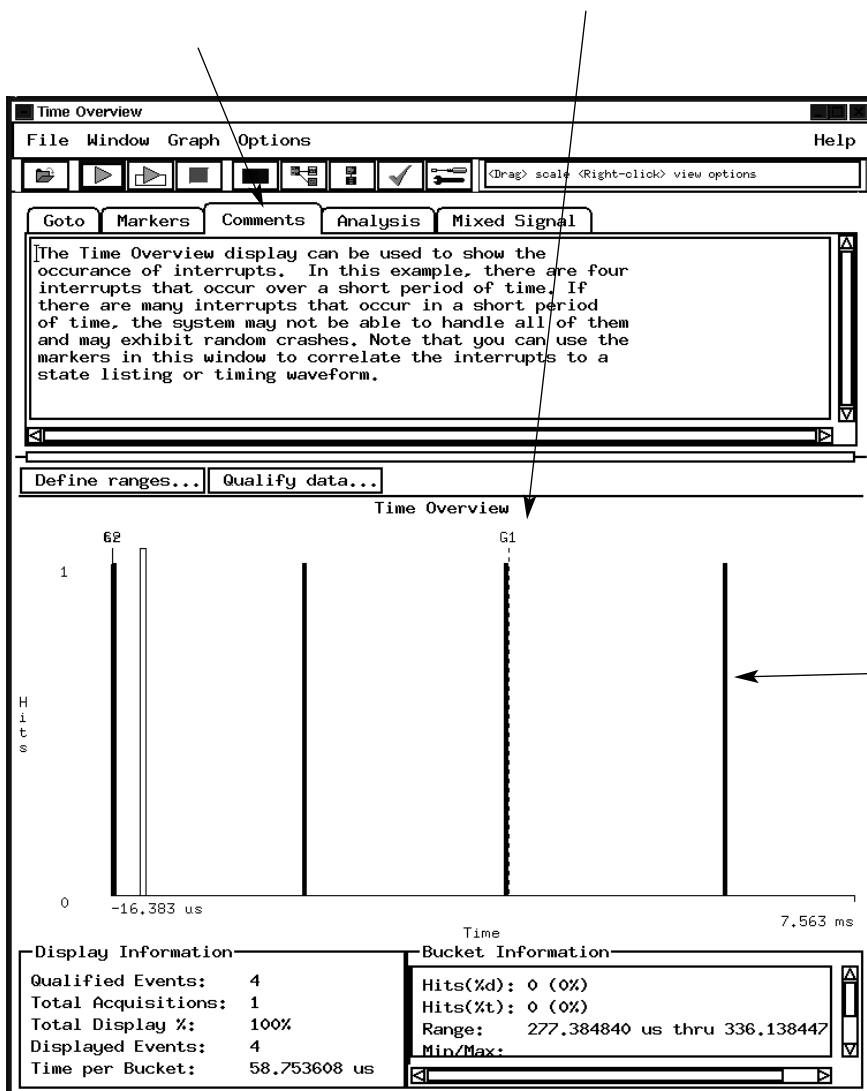 Time Overview
File Window Graph Options Help
<Drag> scale <Right-click> view options
Goto Markers Comments Analysis Mixed Signal
The Time Overview display can be used to show the
occurance of interrupts. In this example, there are four
interrupts that occur over a short period of time. If
there are many interrupts that occur in a short period
of time, the system may not be able to handle all of them
and may exhibit random crashes. Note that you can use the
markers in this window to correlate the interrupts to a
state listing or timing waveform.
Define ranges... Qualify data...
Time Overview
G1
1
Hits
0
-16.383 us
7.563 ms
Time
Display Information
Qualified Events: 4
Total Acquisitions: 1
Total Display %: 100%
Displayed Events: 4
Time per Bucket: 58.753608 us
Bucket Information
Hits(%d): 0 (0%)
Hits(%t): 0 (0%)
Range: 277.384840 us thru 336.138447
Min/Max: